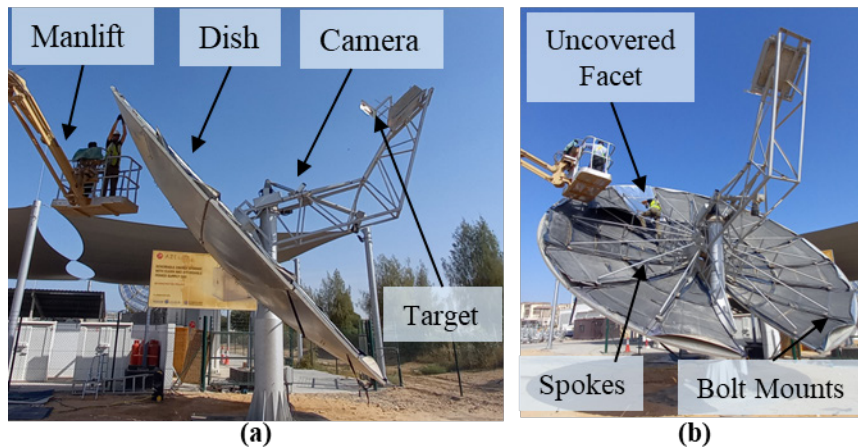 Manlift
Dish
Camera
Target
(a)
Uncovered
Facet
Spokes
Bolt Mounts
(b)